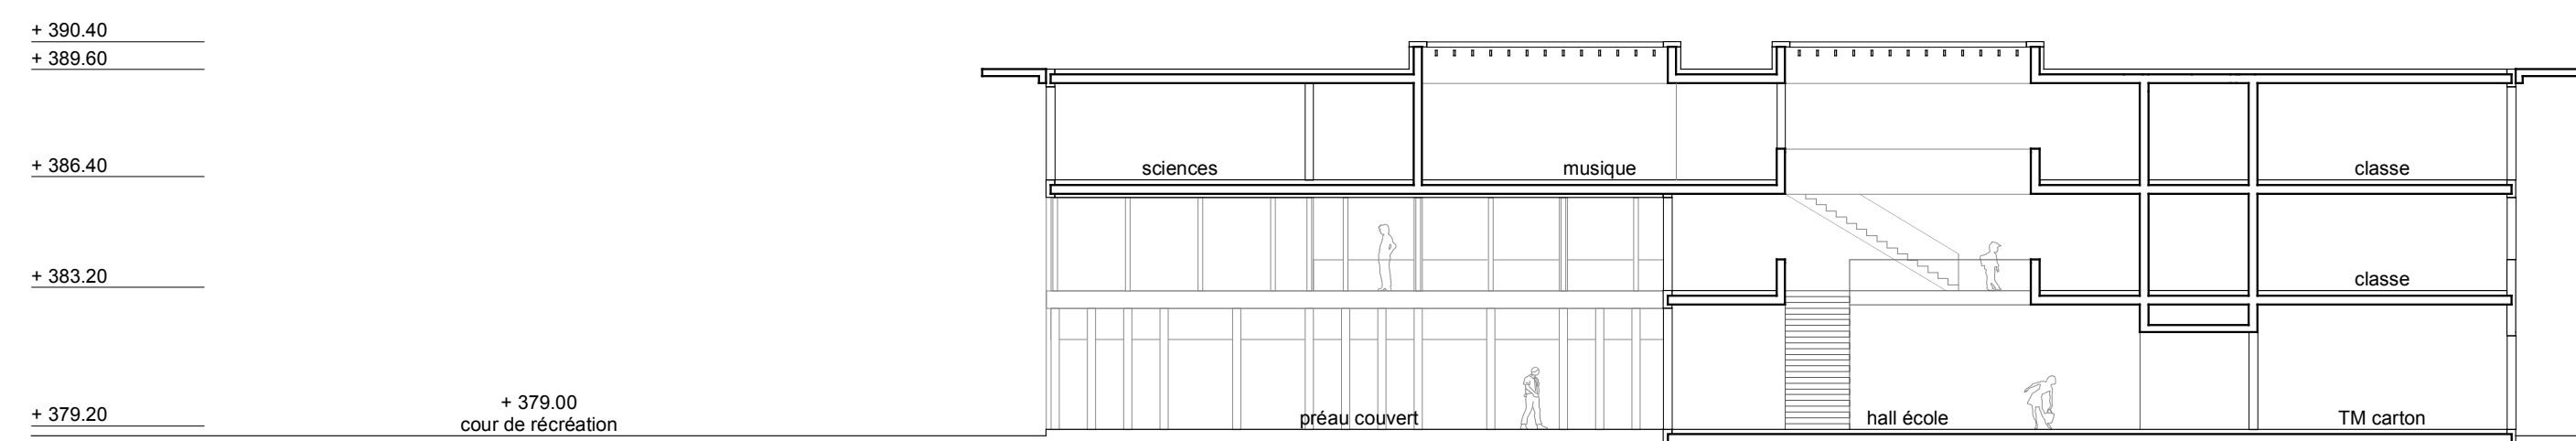 + 390.40
+ 389.60
+ 386.40
sciences
musique
classe
+ 383.20
classe
+ 379.20
+ 379.00
cour de récréation
préau couvert
hall école
TM carton